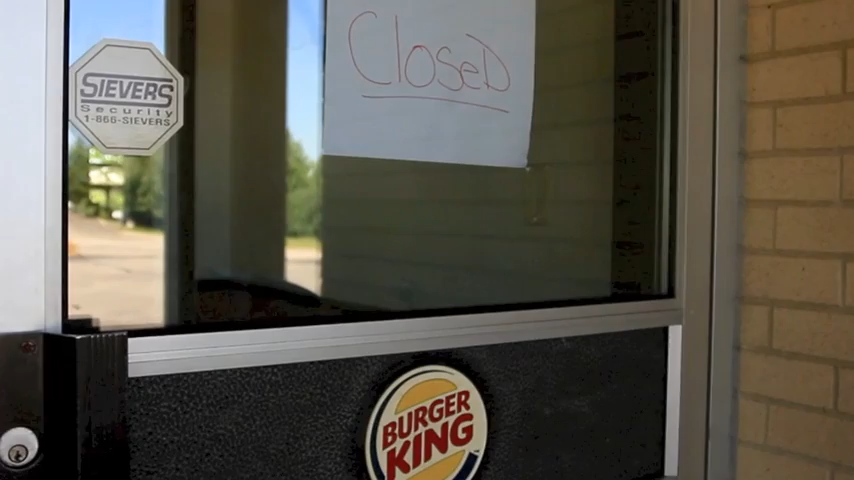 CloseD
SIEVERS
Security
1-866-SIEVERS
BURGER
KING